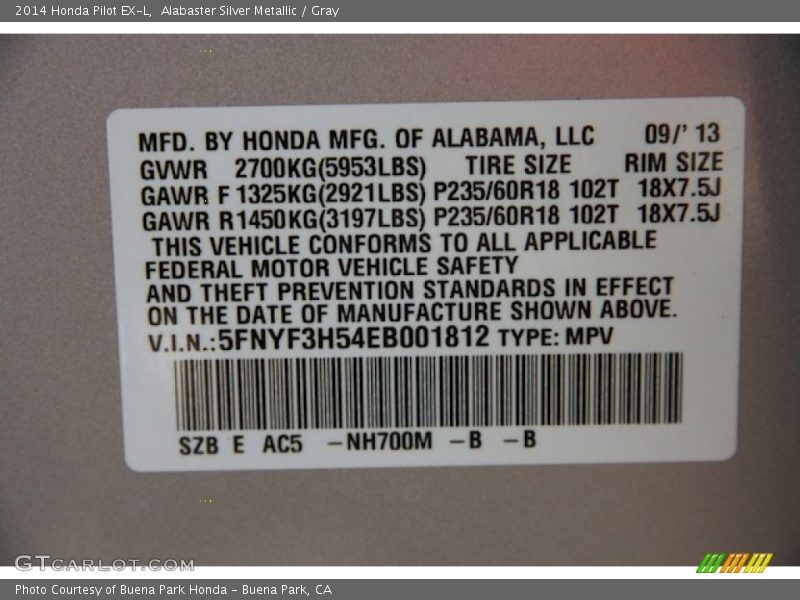 2014 Honda Pilot EX-L, Alabaster Silver Metallic / Gray
MFD. BY HONDA MFG. OF ALABAMA, LLC 09/' 13
GVWR 2700KG(5953LBS) TIRE SIZE RIM SIZE
GAWR F 1325KG(2921LBS) P235/60R18 102T 18X7.5J
GAWR R1450KG(3197LBS) P235/60R18 102T 18X7.5J
THIS VEHICLE CONFORMS TO ALL APPLICABLE
FEDERAL MOTOR VEHICLE SAFETY
AND THEFT PREVENTION STANDARDS IN EFFECT
ON THE DATE OF MANUFACTURE SHOWN ABOVE.
V.I.N.:5FNYF3H54EB001812 TYPE: MPV
SZB E AC5 -NH700M -B -B
GTCARLOT.COM
Photo Courtesy of Buena Park Honda - Buena Park, CA